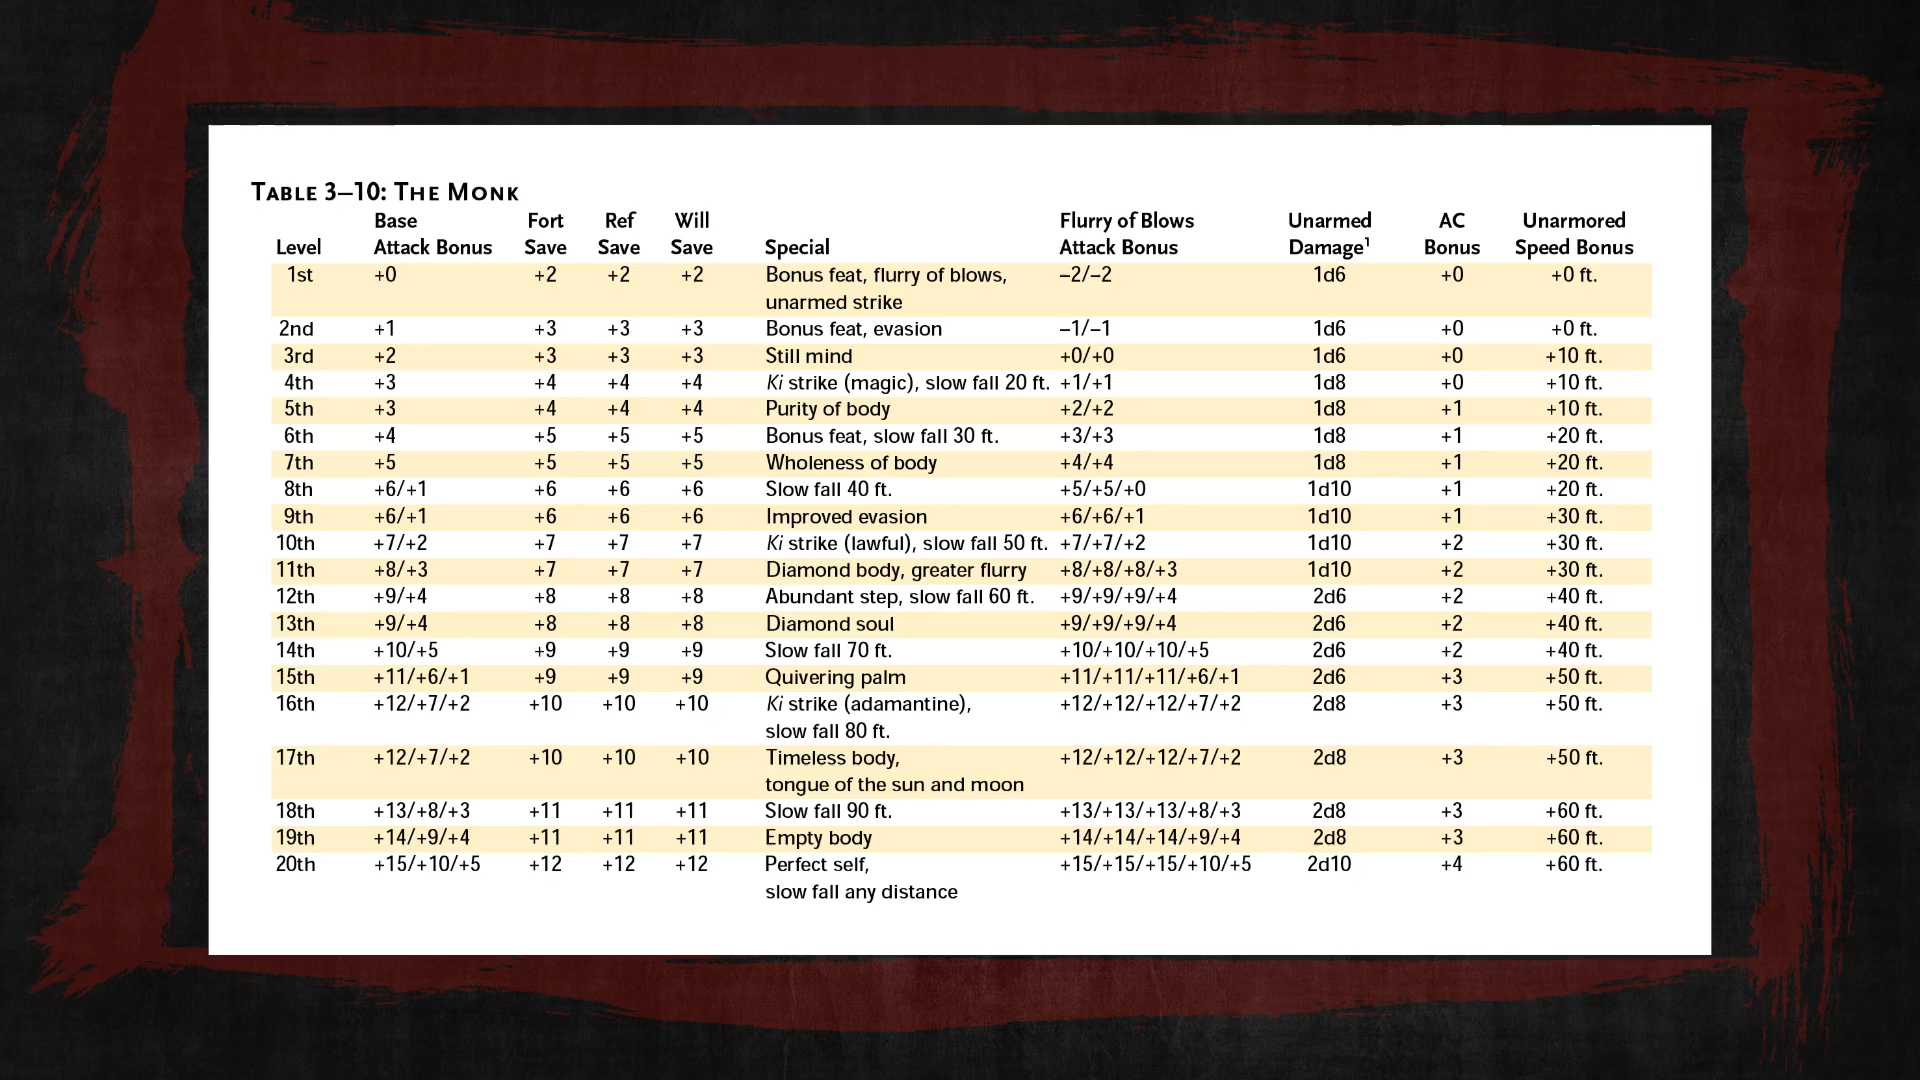 TABLE 3–10: THE MONK
Base Fort Ref Will Flurry of Blows Unarmed AC Unarmored
Level Attack Bonus Save Save Save Special Attack Bonus Damage¹ Bonus Speed Bonus
1st +0 +2 +2 +2 Bonus feat, flurry of blows, –2/–2 1d6 +0 +0 ft.
unarmed strike
2nd +1 +3 +3 +3 Bonus feat, evasion –1/–1 1d6 +0 +0 ft.
3rd +2 +3 +3 +3 Still mind +0/+0 1d6 +0 +10 ft.
4th +3 +4 +4 +4 Ki strike (magic), slow fall 20 ft. +1/+1 1d8 +0 +10 ft.
5th +3 +4 +4 +4 Purity of body +2/+2 1d8 +1 +10 ft.
6th +4 +5 +5 +5 Bonus feat, slow fall 30 ft. +3/+3 1d8 +1 +20 ft.
7th +5 +5 +5 +5 Wholeness of body +4/+4 1d8 +1 +20 ft.
8th +6/+1 +6 +6 +6 Slow fall 40 ft. +5/+5/+0 1d10 +1 +20 ft.
9th +6/+1 +6 +6 +6 Improved evasion +6/+6/+1 1d10 +1 +30 ft.
10th +7/+2 +7 +7 +7 Ki strike (lawful), slow fall 50 ft. +7/+7/+2 1d10 +2 +30 ft.
11th +8/+3 +7 +7 +7 Diamond body, greater flurry +8/+8/+8/+3 1d10 +2 +30 ft.
12th +9/+4 +8 +8 +8 Abundant step, slow fall 60 ft. +9/+9/+9/+4 2d6 +2 +40 ft.
13th +9/+4 +8 +8 +8 Diamond soul +9/+9/+9/+4 2d6 +2 +40 ft.
14th +10/+5 +9 +9 +9 Slow fall 70 ft. +10/+10/+10/+5 2d6 +2 +40 ft.
15th +11/+6/+1 +9 +9 +9 Quivering palm +11/+11/+11/+6/+1 2d6 +3 +50 ft.
16th +12/+7/+2 +10 +10 +10 Ki strike (adamantine), +12/+12/+12/+7/+2 2d8 +3 +50 ft.
slow fall 80 ft.
17th +12/+7/+2 +10 +10 +10 Timeless body, +12/+12/+12/+7/+2 2d8 +3 +50 ft.
tongue of the sun and moon
18th +13/+8/+3 +11 +11 +11 Slow fall 90 ft. +13/+13/+13/+8/+3 2d8 +3 +60 ft.
19th +14/+9/+4 +11 +11 +11 Empty body +14/+14/+14/+9/+4 2d8 +3 +60 ft.
20th +15/+10/+5 +12 +12 +12 Perfect self, +15/+15/+15/+10/+5 2d10 +4 +60 ft.
slow fall any distance